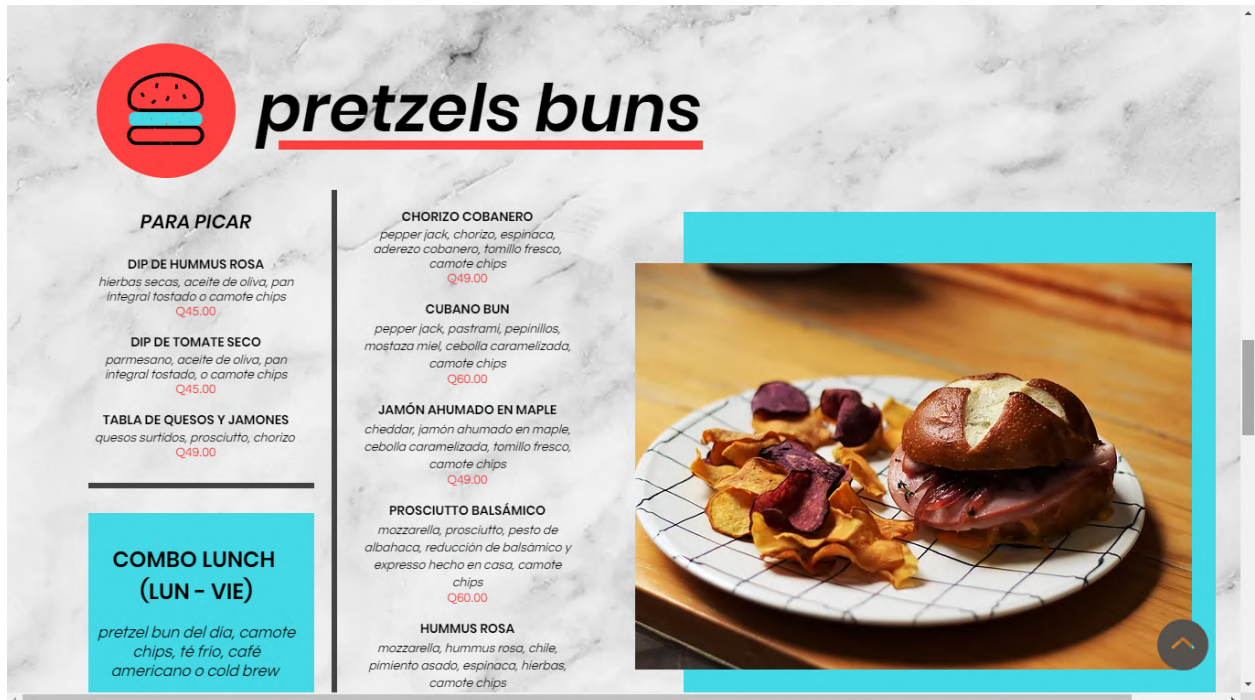 pretzels buns
PARA PICAR
DIP DE HUMMUS ROSA
hierbas secas, aceite de oliva, pan
integral tostado o camote chips
Q45.00
DIP DE TOMATE SECO
parmesano, aceite de oliva, pan
integral tostado, o camote chips
Q45.00
TABLA DE QUESOS Y JAMONES
quesos surtidos, prosciutto, chorizo
Q49.00
COMBO LUNCH
(LUN - VIE)
pretzel bun del día, camote
chips, té frio, café
americano o cold brew
CHORIZO COBANERO
pepper jack, chorizo, espinaca,
aderezo cobanero, tomillo fresco,
camote chips
Q49.00
CUBANO BUN
pepper jack, pastrami, pepinillos,
mostaza miel, cebolla caramelizada,
camote chips
Q60.00
JAMÓN AHUMADO EN MAPLE
cheddar, jamón ahumado en maple,
cebolla caramelizada, tomillo fresco,
camote chips
Q49.00
PROSCIUTTO BALSÁMICO
mozzarella, prosciutto, pesto de
albahaca, reducción de balsámico y
expresso hecho en casa, camote
chips
Q60.00
HUMMUS ROSA
mozzarella, hummus rosa, chile,
pimiento asado, espinaca, hierbas,
camote chips